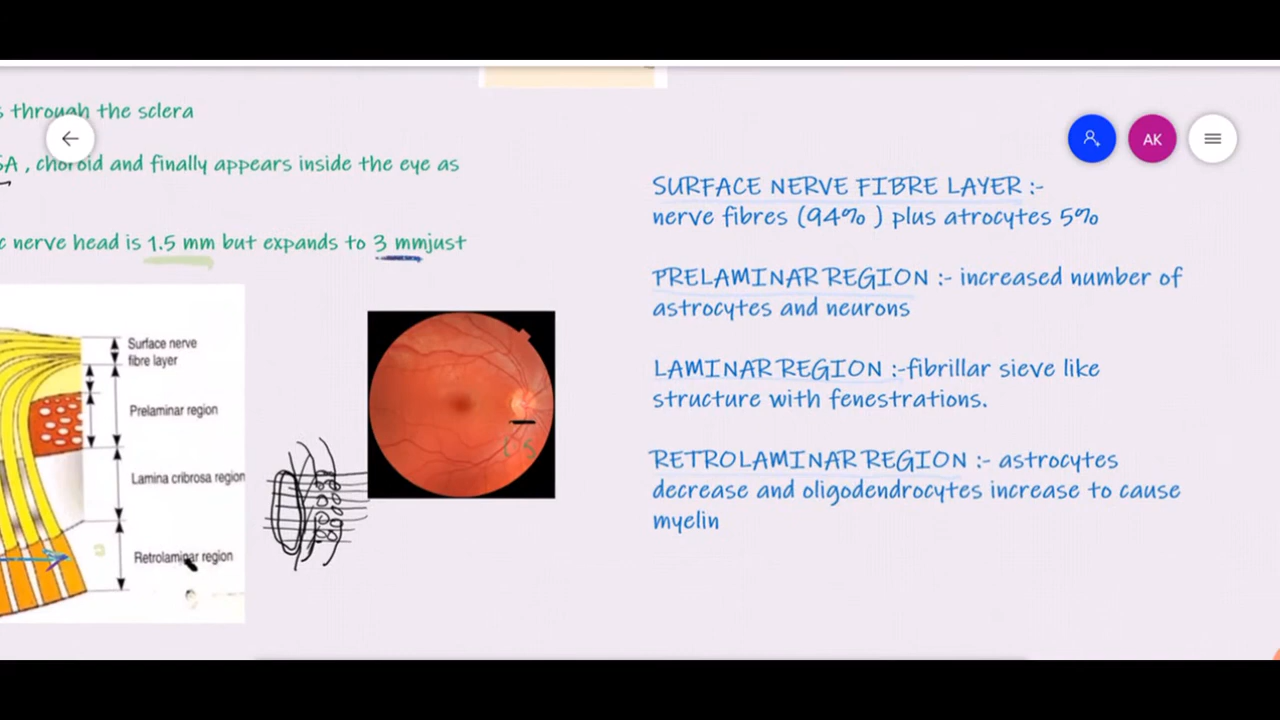 s through the sclera
SA , choroid and finally appears inside the eye as
c nerve head is 1.5 mm but expands to 3 mmjust
Surface nerve
fibre layer
Prelaminar region
Lamina cribrosa region
Retrolaminar region
AK
SURFACE NERVE FIBRE LAYER :-
nerve fibres (94% ) plus atrocytes 5%
PRELAMINAR REGION :- increased number of
astrocytes and neurons
LAMINAR REGION :-fibrillar sieve like
structure with fenestrations.
RETROLAMINAR REGION :- astrocytes
decrease and oligodendrocytes increase to cause
myelin